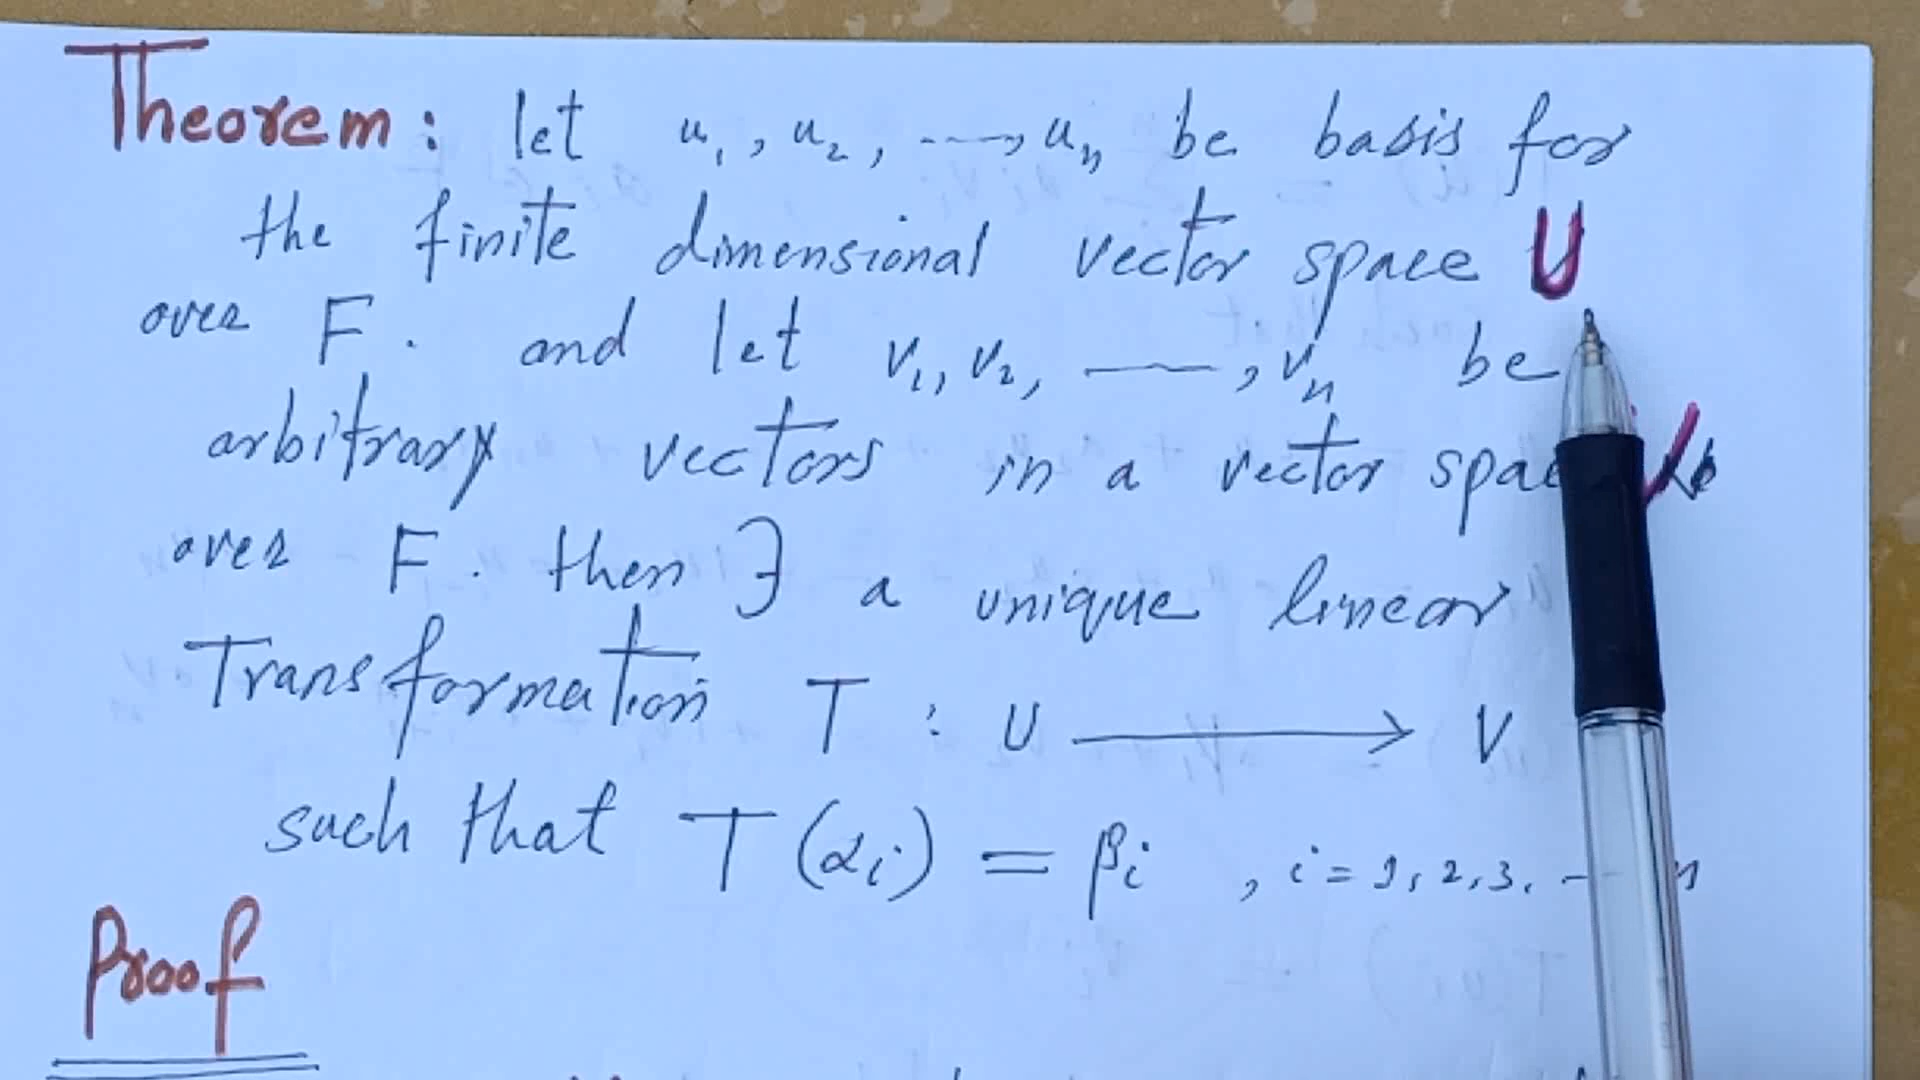 Theorem: let u₁, u₂, ---, uₙ be basis for
the finite dimensional vector space U
over F. and let v₁, v₂, —, vₙ be
arbitrary vectors in a vector
over F. then ∃ a unique linear
Transformation T : U ⟶ V
such that T(αᵢ) = βᵢ , i = 1, 2, 3, -- n
Proof